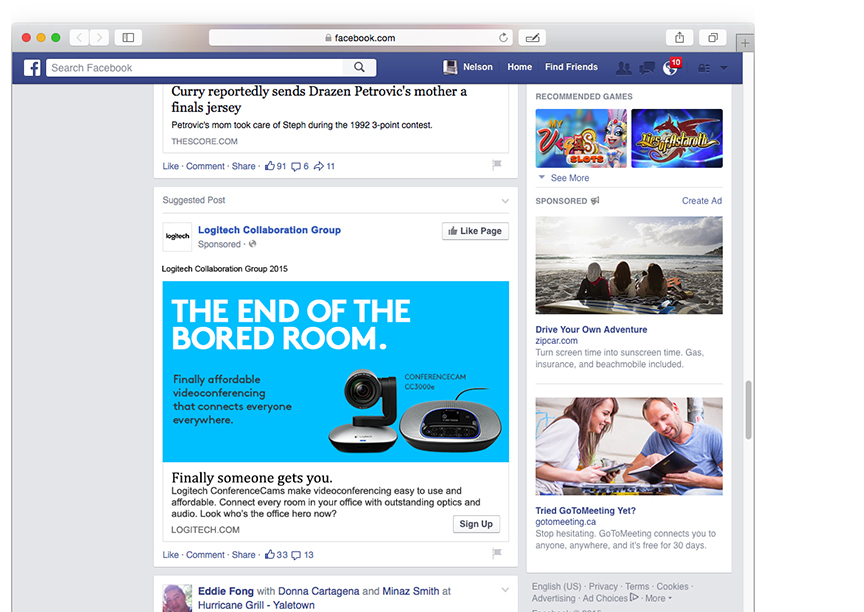 facebook.com
Search Facebook
Nelson
Home
Find Friends
10
Curry reportedly sends Drazen Petrovic's mother a
finals jersey
Petrovic's mom took care of Steph during the 1992 3-point contest.
THESCORE.COM
Like · Comment · Share · 91 6 11
Suggested Post
logitech
Logitech Collaboration Group
Sponsored ·
Like Page
Logitech Collaboration Group 2015
THE END OF THE
BORED ROOM.
Finally affordable
videoconferencing
that connects everyone
everywhere.
CONFERENCECAM
CC3000e
Finally someone gets you.
Logitech ConferenceCams make videoconferencing easy to use and
affordable. Connect every room in your office with outstanding optics and
audio. Look who's the office hero now?
LOGITECH.COM
Sign Up
Like · Comment · Share · 33 13
Eddie Fong with Donna Cartagena and Minaz Smith at
Hurricane Grill - Yaletown
RECOMMENDED GAMES
MY
VEGAS
SLOTS
Lies of Astaroth
See More
SPONSORED
Create Ad
Drive Your Own Adventure
zipcar.com
Turn screen time into sunscreen time. Gas,
insurance, and beachmobile included.
Tried GoToMeeting Yet?
gotomeeting.ca
Stop hesitating. GoToMeeting connects you to
anyone, anywhere, and it's free for 30 days.
English (US) · Privacy · Terms · Cookies ·
Advertising · Ad Choices · More